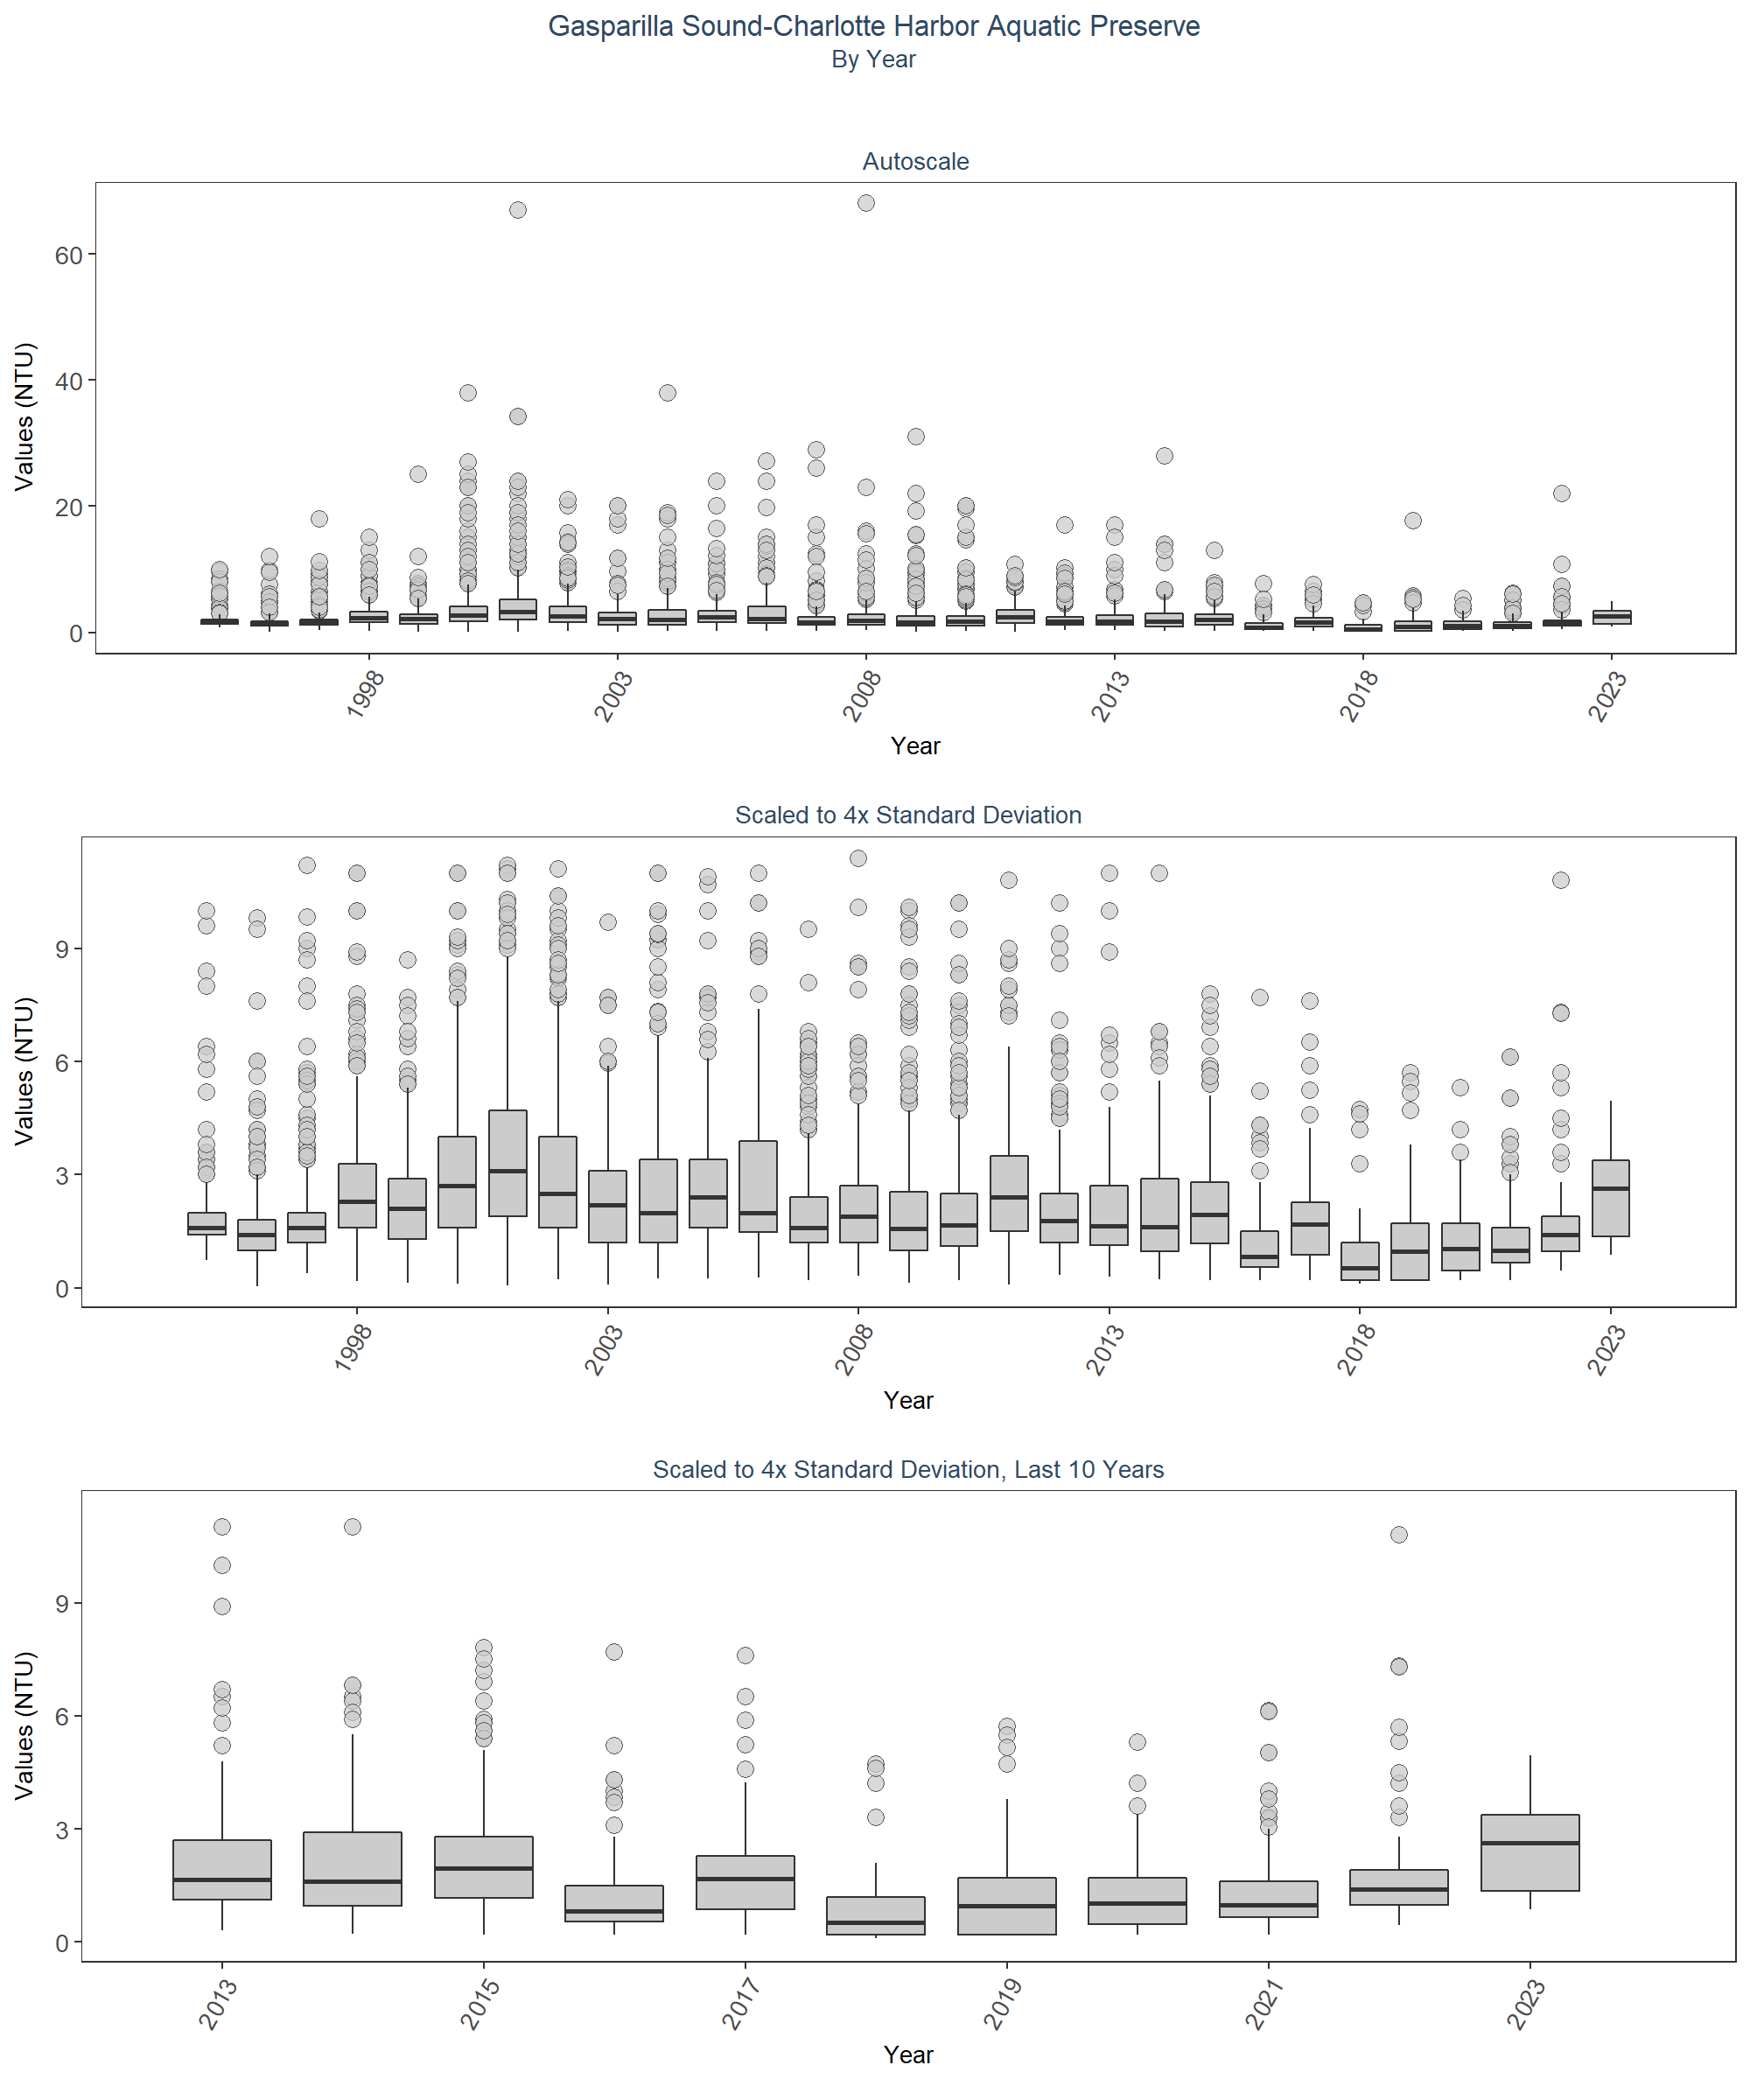 Gasparilla Sound-Charlotte Harbor Aquatic Preserve
By Year
Autoscale
Values (NTU)
60
40
20
0
1998
2003
2008
2013
2018
2023
Year
Scaled to 4x Standard Deviation
Values (NTU)
9
6
3
0
1998
2003
2008
2013
2018
2023
Year
Scaled to 4x Standard Deviation, Last 10 Years
Values (NTU)
9
6
3
0
2013
2015
2017
2019
2021
2023
Year